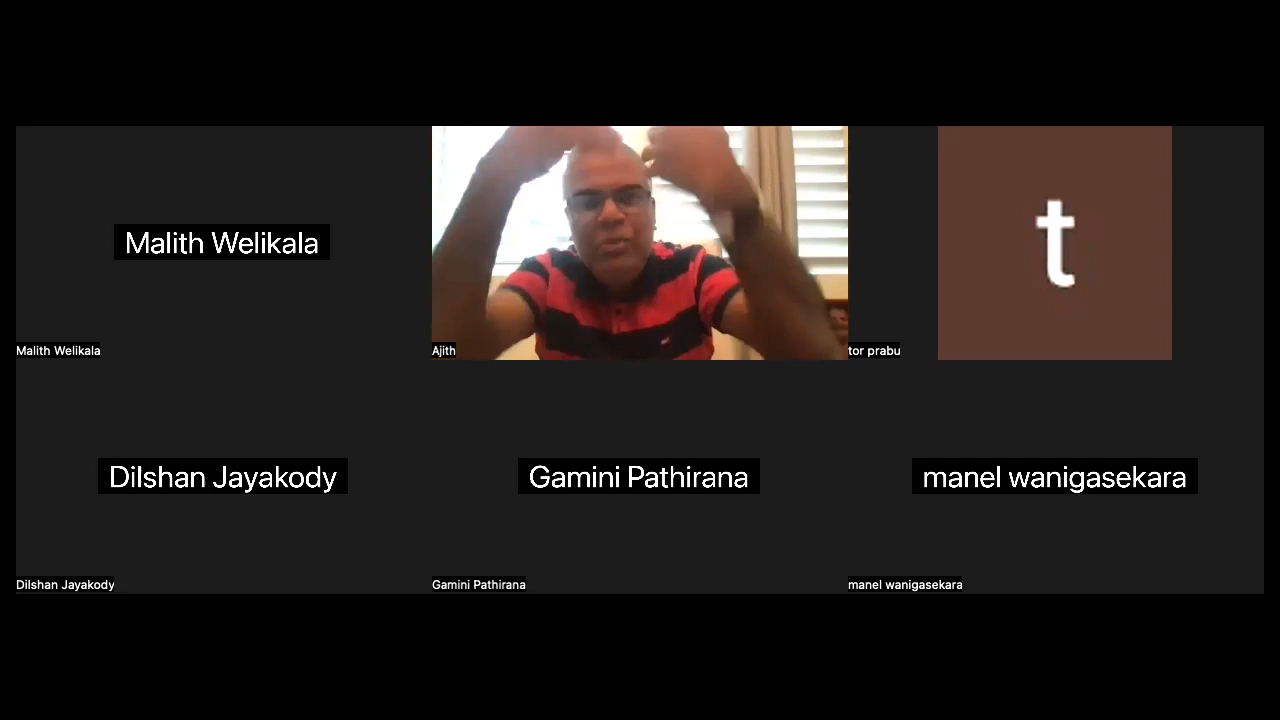 Malith Welikala
Malith Welikala
Ajith
t
tor prabu
Dilshan Jayakody
Dilshan Jayakody
Gamini Pathirana
Gamini Pathirana
manel wanigasekara
manel wanigasekara